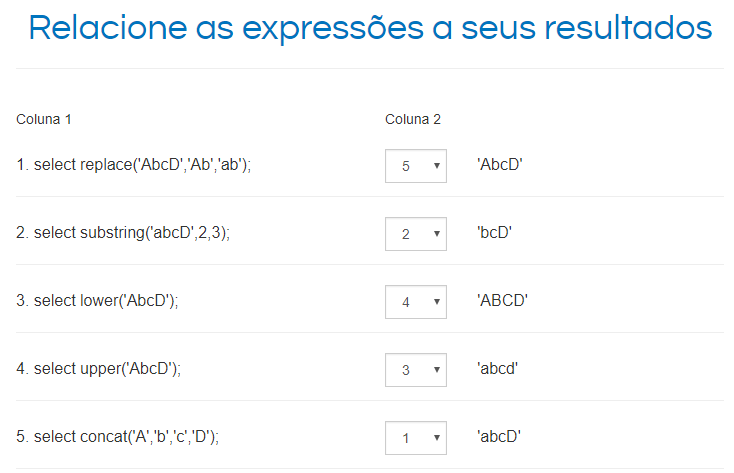 Relacione as expressões a seus resultados
Coluna 1 Coluna 2
1. select replace('AbcD','Ab','ab'); 5 'AbcD'
2. select substring('abcD',2,3); 2 'bcD'
3. select lower('AbcD'); 4 'ABCD'
4. select upper('AbcD'); 3 'abcd'
5. select concat('A','b','c','D'); 1 'abcD'